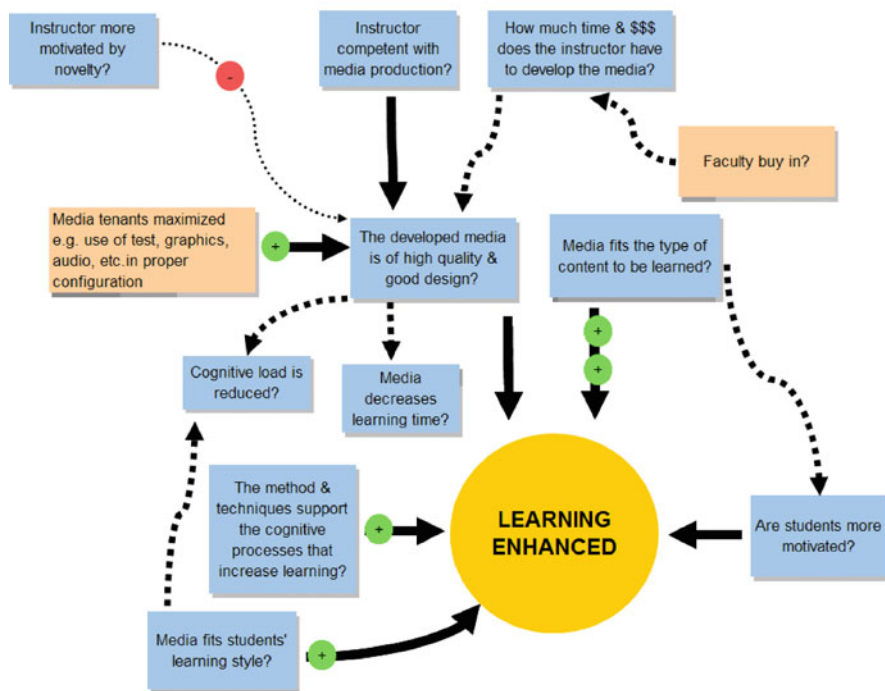 Instructor more
motivated by
novelty?
-
Instructor
competent with
media production?
How much time & $$$
does the instructor have
to develop the media?
Faculty buy in?
Media tenants maximized
e.g. use of test, graphics,
audio, etc.in proper
configuration
+
The developed media
is of high quality &
good design?
Media fits the type of
content to be learned?
+
+
Cognitive load is
reduced?
Media
decreases
learning time?
The method &
techniques support
the cognitive
processes that
increase learning?
+
LEARNING
ENHANCED
Are students more
motivated?
Media fits students'
learning style?
+